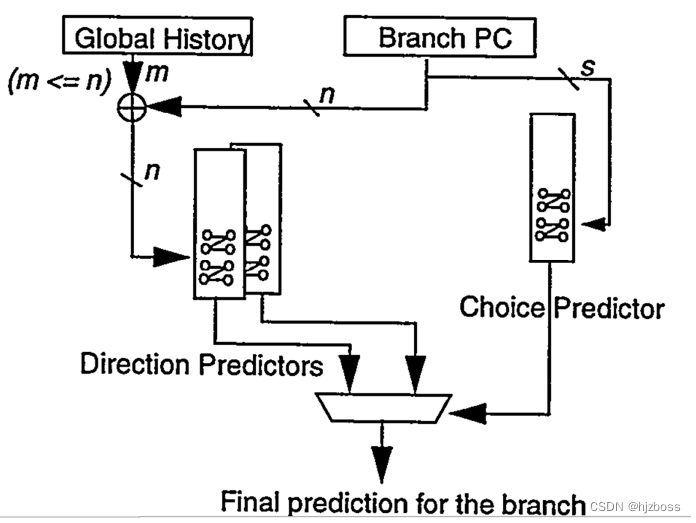 Global History
Branch PC
(m <= n)
m
n
s
n
Choice Predictor
Direction Predictors
Final prediction for the branch
CSDN @hjzboss